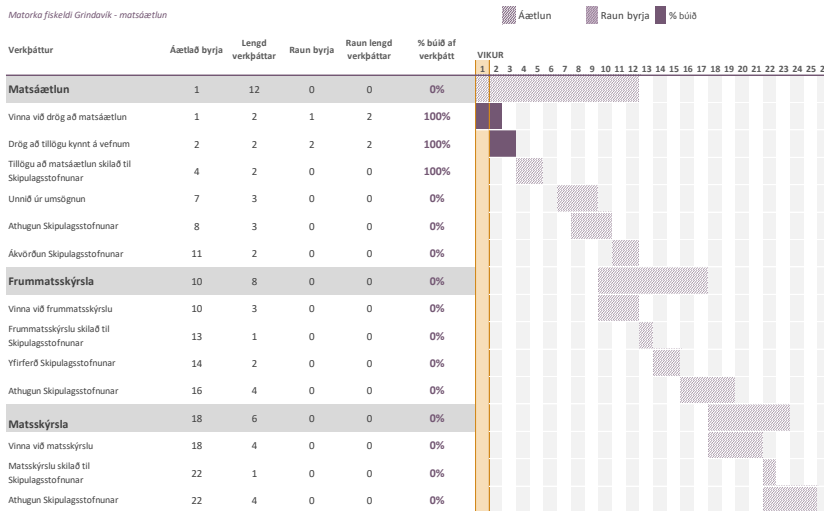 Matorka fiskeldi Grindavík - matsáætlun
Áætlun Raun byrja % búið
Verkþáttur Áætlað byrja Lengd verkþáttar Raun byrja Raun lengd verkþáttar % búið af verkþátt VIKUR
1 2 3 4 5 6 7 8 9 10 11 12 13 14 15 16 17 18 19 20 21 22 23 24 25
Matsáætlun 1 12 0 0 0%
Vinna við drög að matsáætlun 1 2 1 2 100%
Drög að tillögu kynnt á vefnum 2 2 2 2 100%
Tillögu að matsáætlun skilað til
Skipulagsstofnunar 4 2 0 0 100%
Unnið úr umsögnun 7 3 0 0 0%
Athugun Skipulagsstofnunar 8 3 0 0 0%
Ákvörðun Skipulagsstofnunar 11 2 0 0 0%
Frummatsskýrsla 10 8 0 0 0%
Vinna við frummatsskýrslu 10 3 0 0 0%
Frummatsskýrslu skilað til
Skipulagsstofnunar 13 1 0 0 0%
Yfirferð Skipulagsstofnunar 14 2 0 0 0%
Athugun Skipulagsstofnunar 16 4 0 0 0%
Matsskýrsla 18 6 0 0 0%
Vinna við matsskýrslu 18 4 0 0 0%
Matsskýrslu skilað til
Skipulagsstofnunar 22 1 0 0 0%
Athugun Skipulagsstofnunar 22 4 0 0 0%